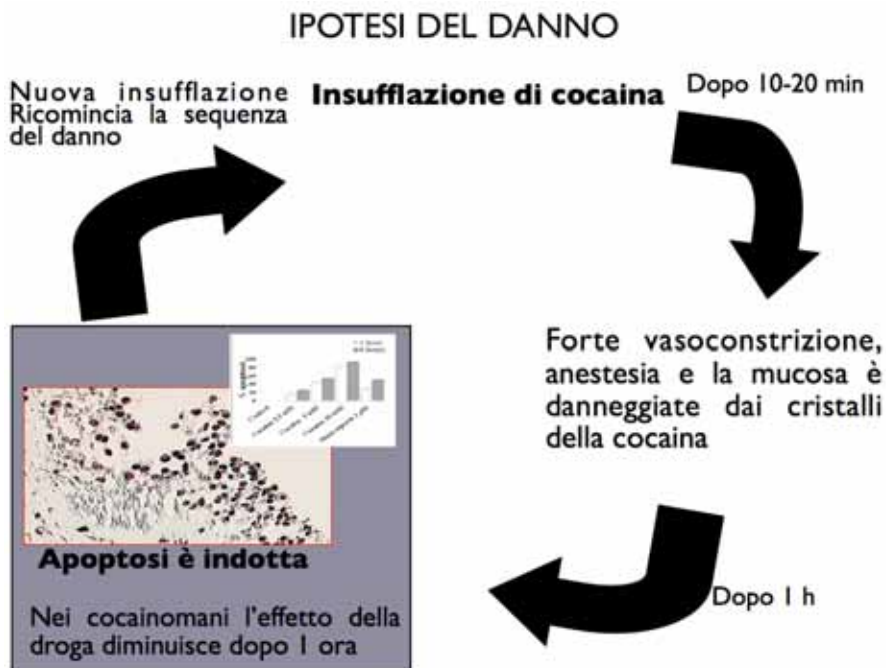 IPOTESI DEL DANNO
Nuova insufflazione
Ricomincia la sequenza
del danno
Insufflazione di cocaina
Dopo 10-20 min
Forte vasoconstrizione,
anestesia e la mucosa è
danneggiate dai cristalli
della cocaina
Dopo 1 h
% apoptosi
Apoptosi è indotta
Nei cocainomani l'effetto della
droga diminuisce dopo 1 ora